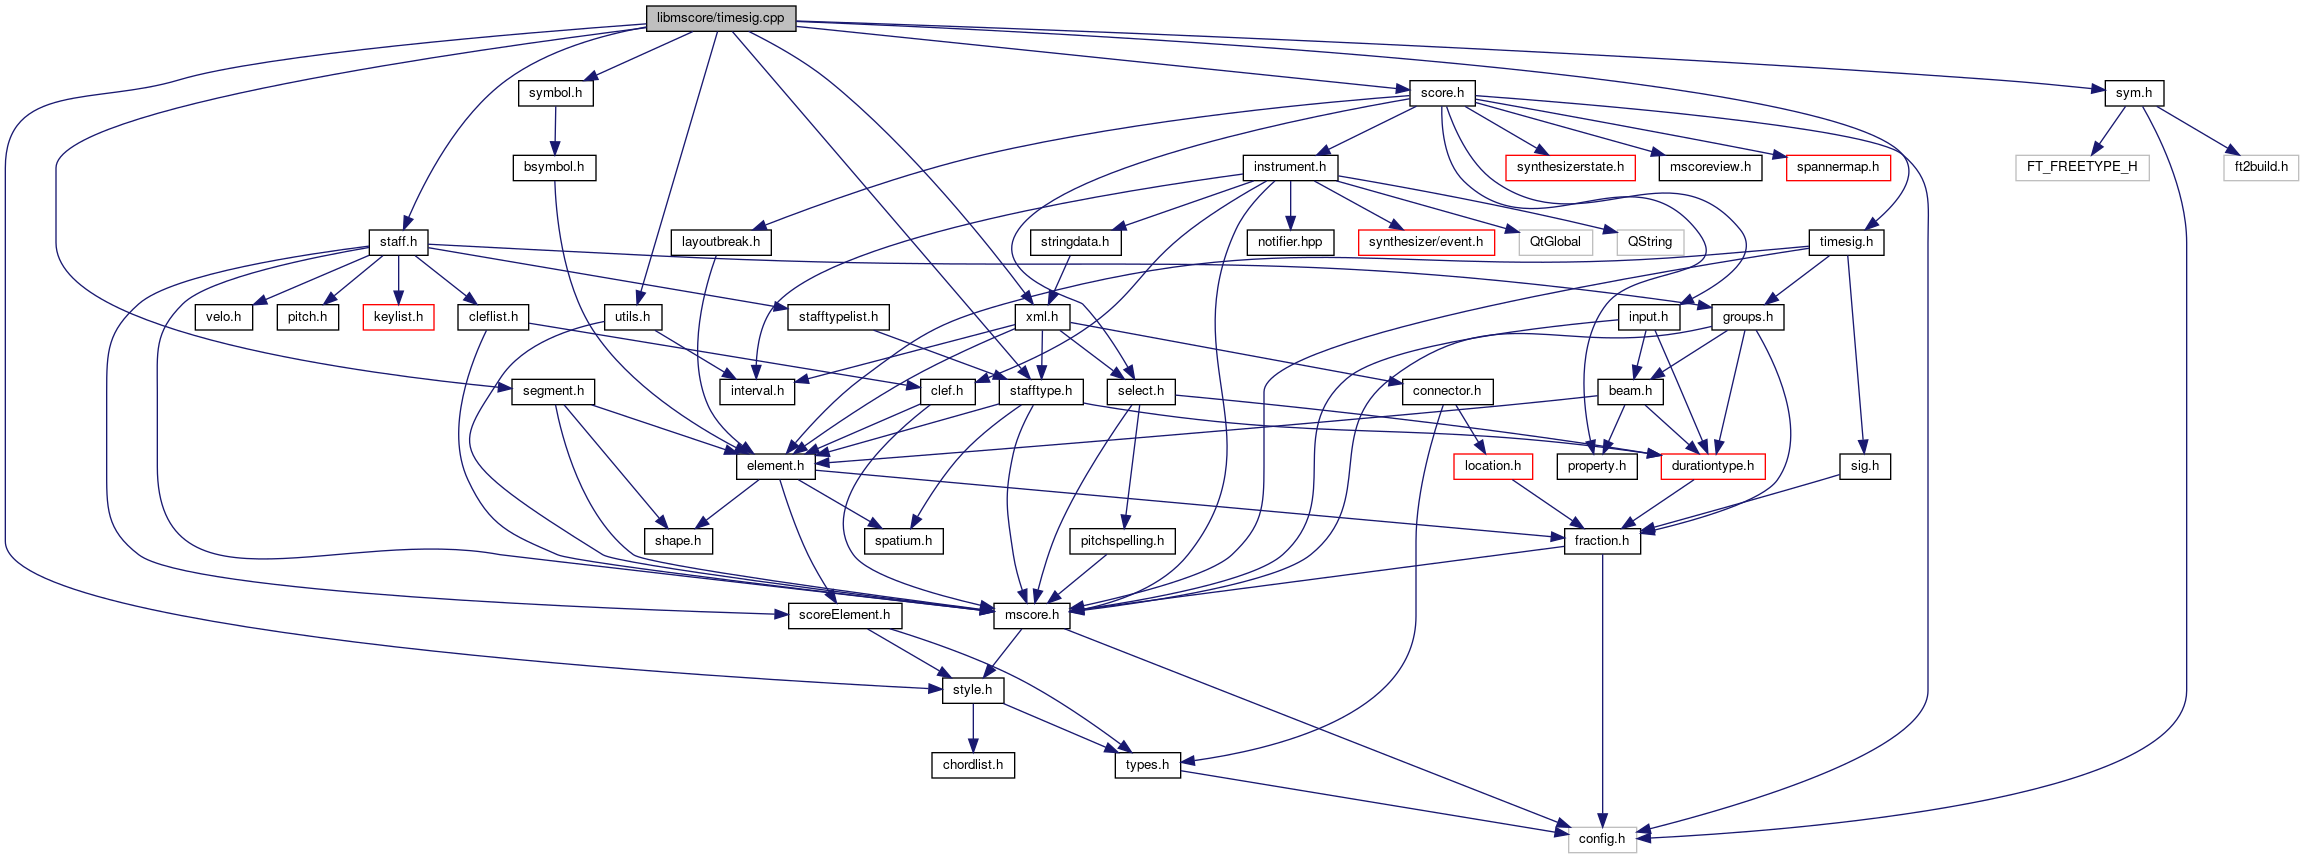 libmscore/timesig.cpp
symbol.h
score.h
sym.h
bsymbol.h
instrument.h
synthesizerstate.h
mscoreview.h
spannermap.h
FT_FREETYPE_H
ft2build.h
staff.h
layoutbreak.h
stringdata.h
notifier.hpp
synthesizer/event.h
QtGlobal
QString
timesig.h
velo.h
pitch.h
keylist.h
cleflist.h
utils.h
stafftypelist.h
xml.h
input.h
groups.h
segment.h
interval.h
clef.h
stafftype.h
select.h
connector.h
beam.h
element.h
location.h
property.h
durationtype.h
sig.h
shape.h
spatium.h
pitchspelling.h
fraction.h
scoreElement.h
mscore.h
style.h
chordlist.h
types.h
config.h